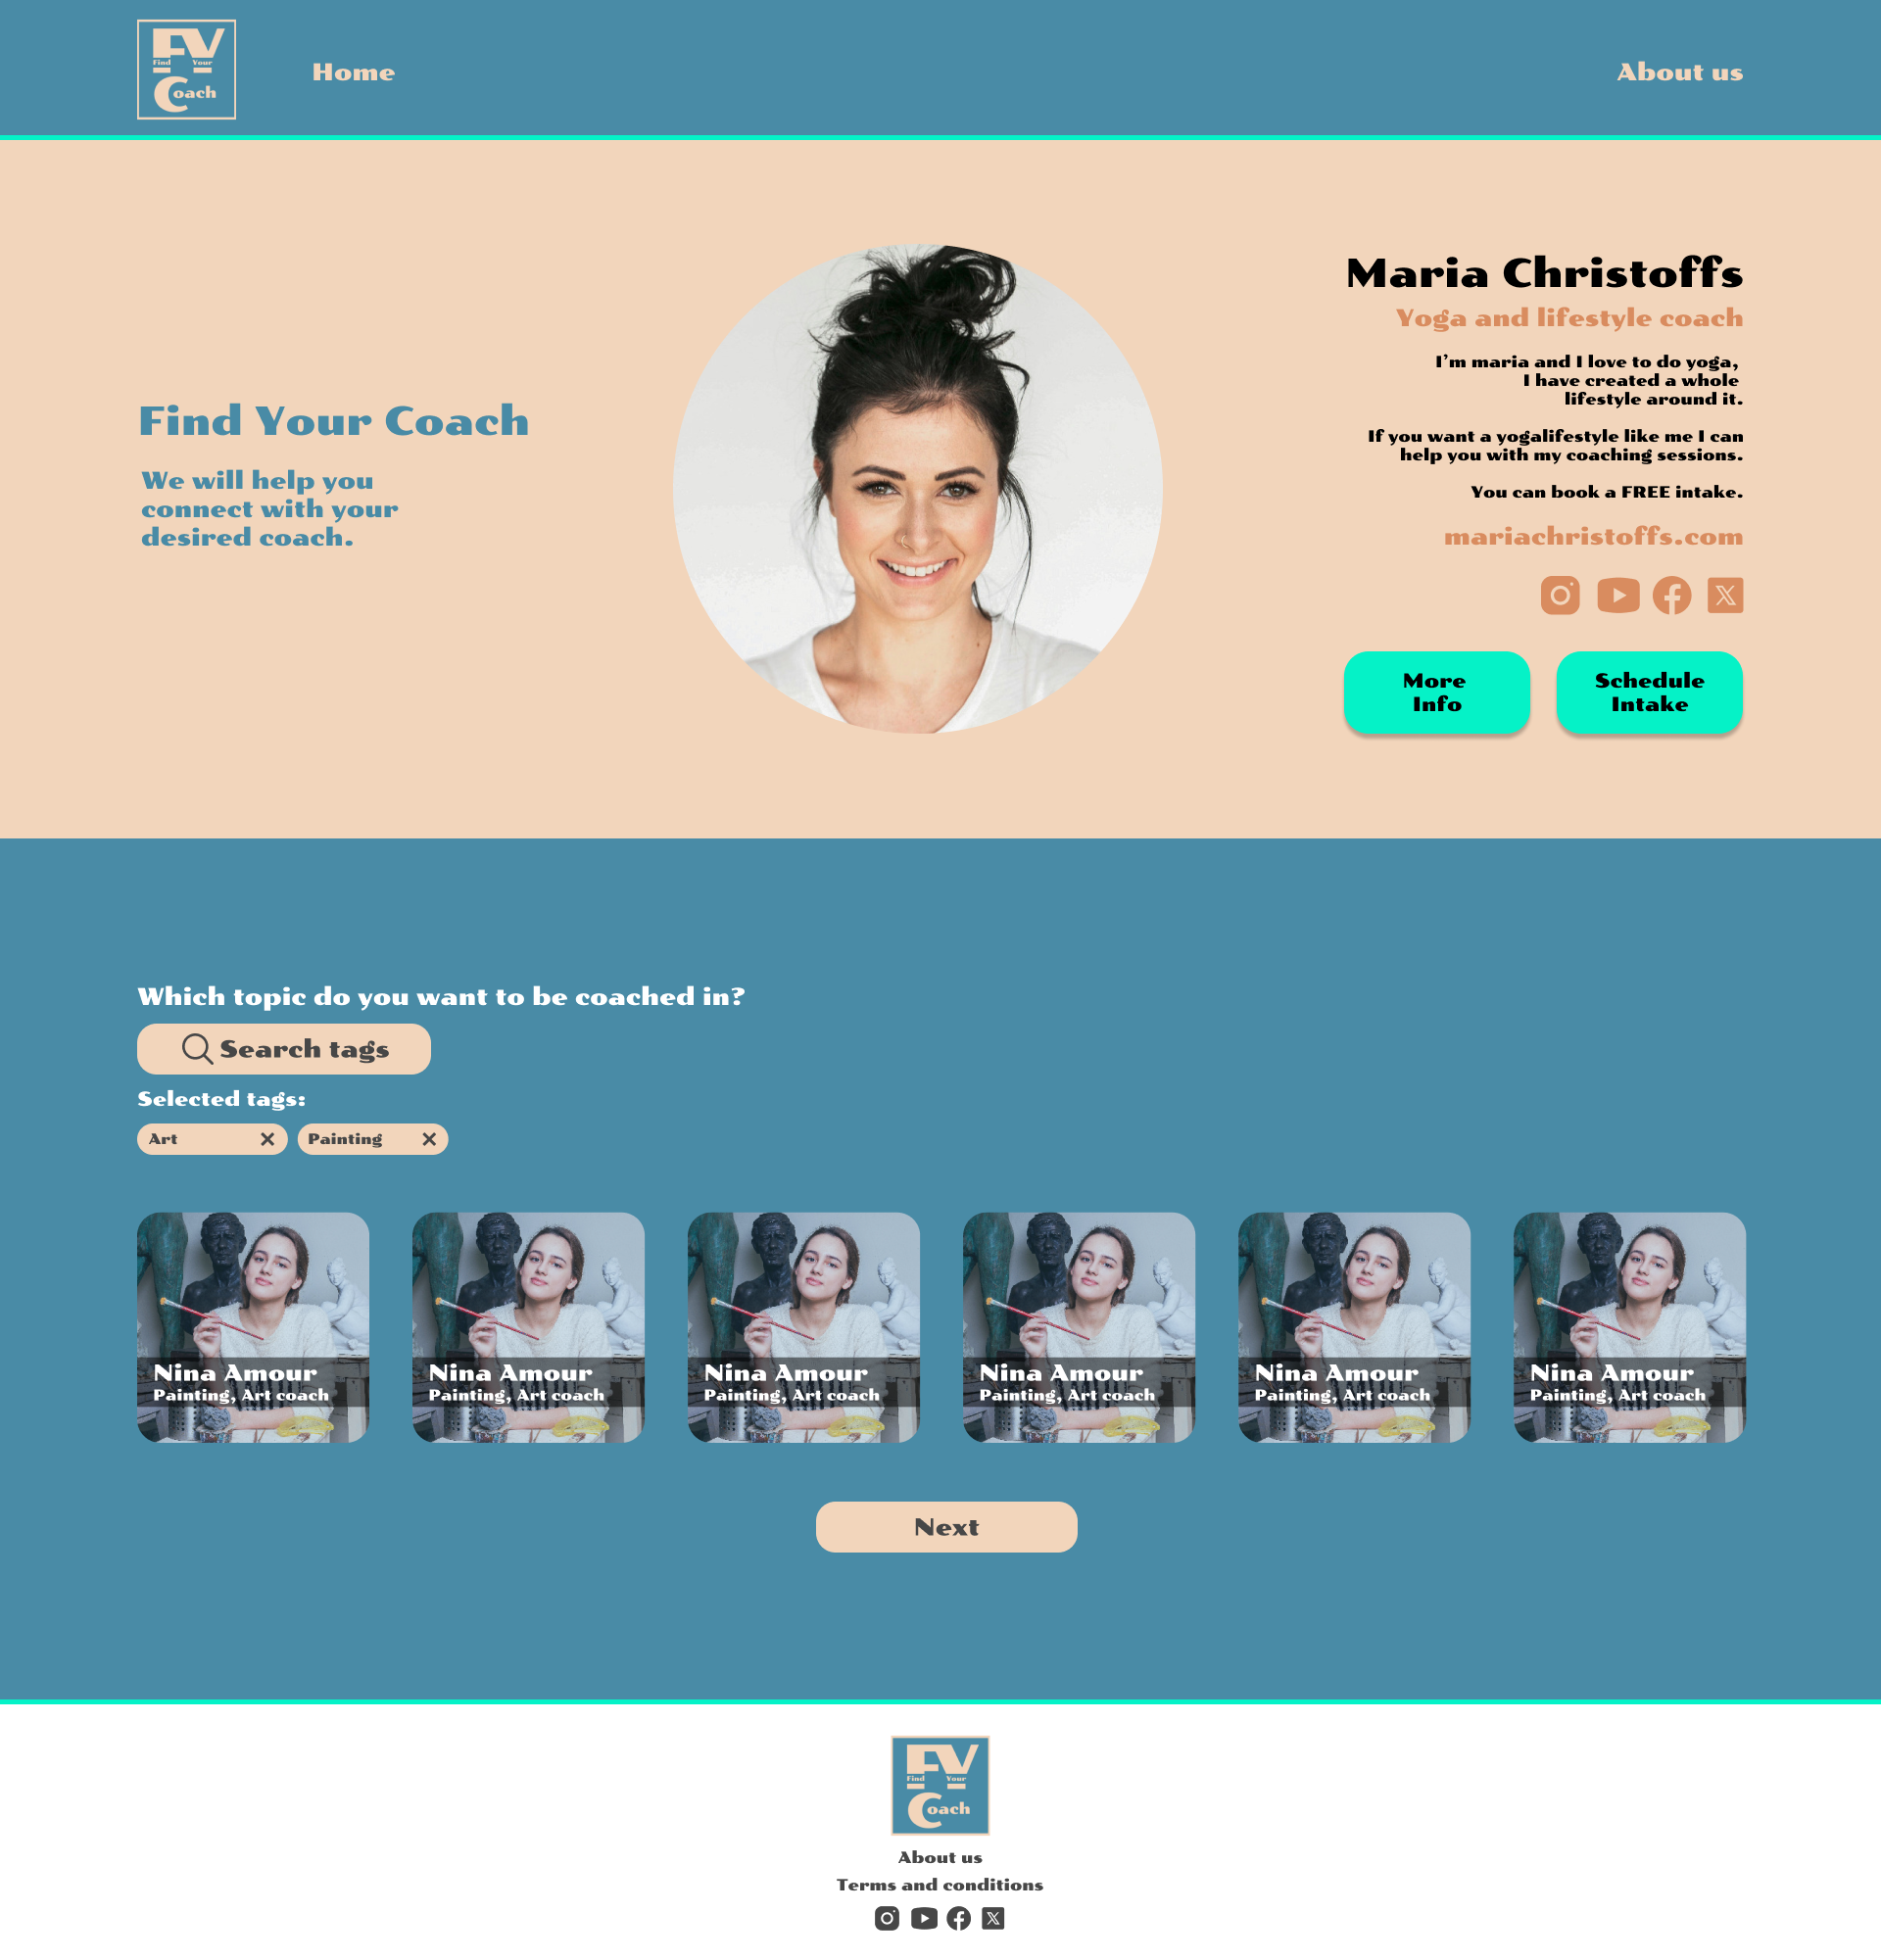 FY
Find Your
Coach
Home
About us
Find Your Coach
We will help you
connect with your
desired coach.
Maria Christoffs
Yoga and lifestyle coach
I’m maria and I love to do yoga,
I have created a whole
lifestyle around it.
If you want a yogalifestyle like me I can
help you with my coaching sessions.
You can book a FREE intake.
mariachristoffs.com
More
Info
Schedule
Intake
Which topic do you want to be coached in?
Search tags
Selected tags:
Art
Painting
Nina Amour
Painting, Art coach
Nina Amour
Painting, Art coach
Nina Amour
Painting, Art coach
Nina Amour
Painting, Art coach
Nina Amour
Painting, Art coach
Nina Amour
Painting, Art coach
Next
FY
Find Your
Coach
About us
Terms and conditions